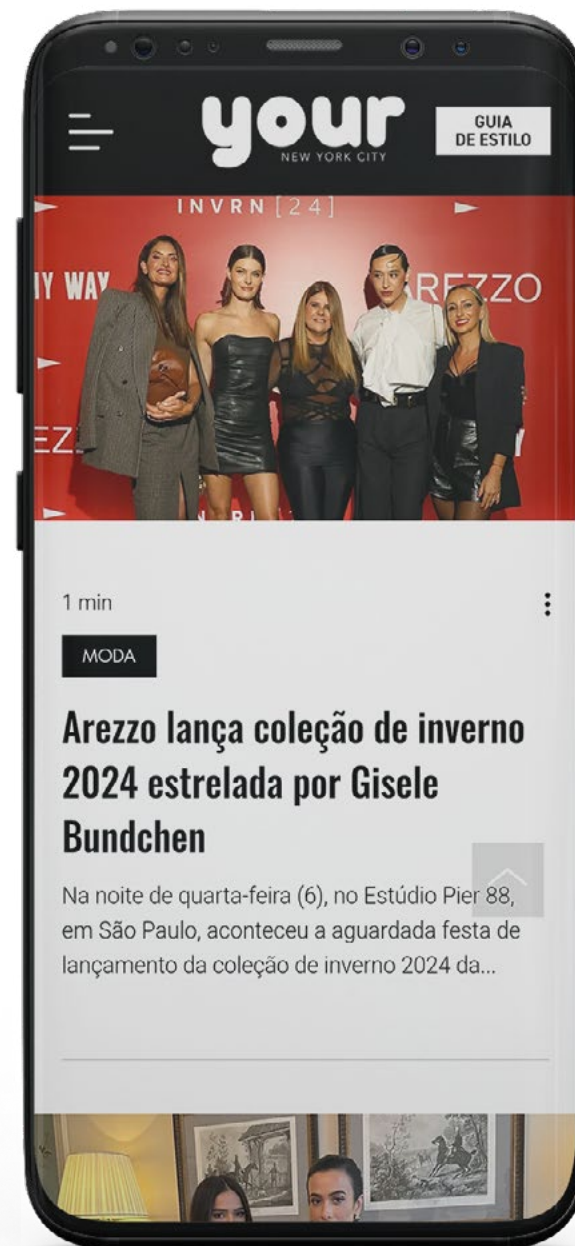 your
NEW YORK CITY
GUIA
DE ESTILO
INVRN [24]
MY WAY
AREZZO
1 min
MODA
Arezzo lança coleção de inverno
2024 estrelada por Gisele
Bundchen
Na noite de quarta-feira (6), no Estúdio Pier 88,
em São Paulo, aconteceu a aguardada festa de
lançamento da coleção de inverno 2024 da...